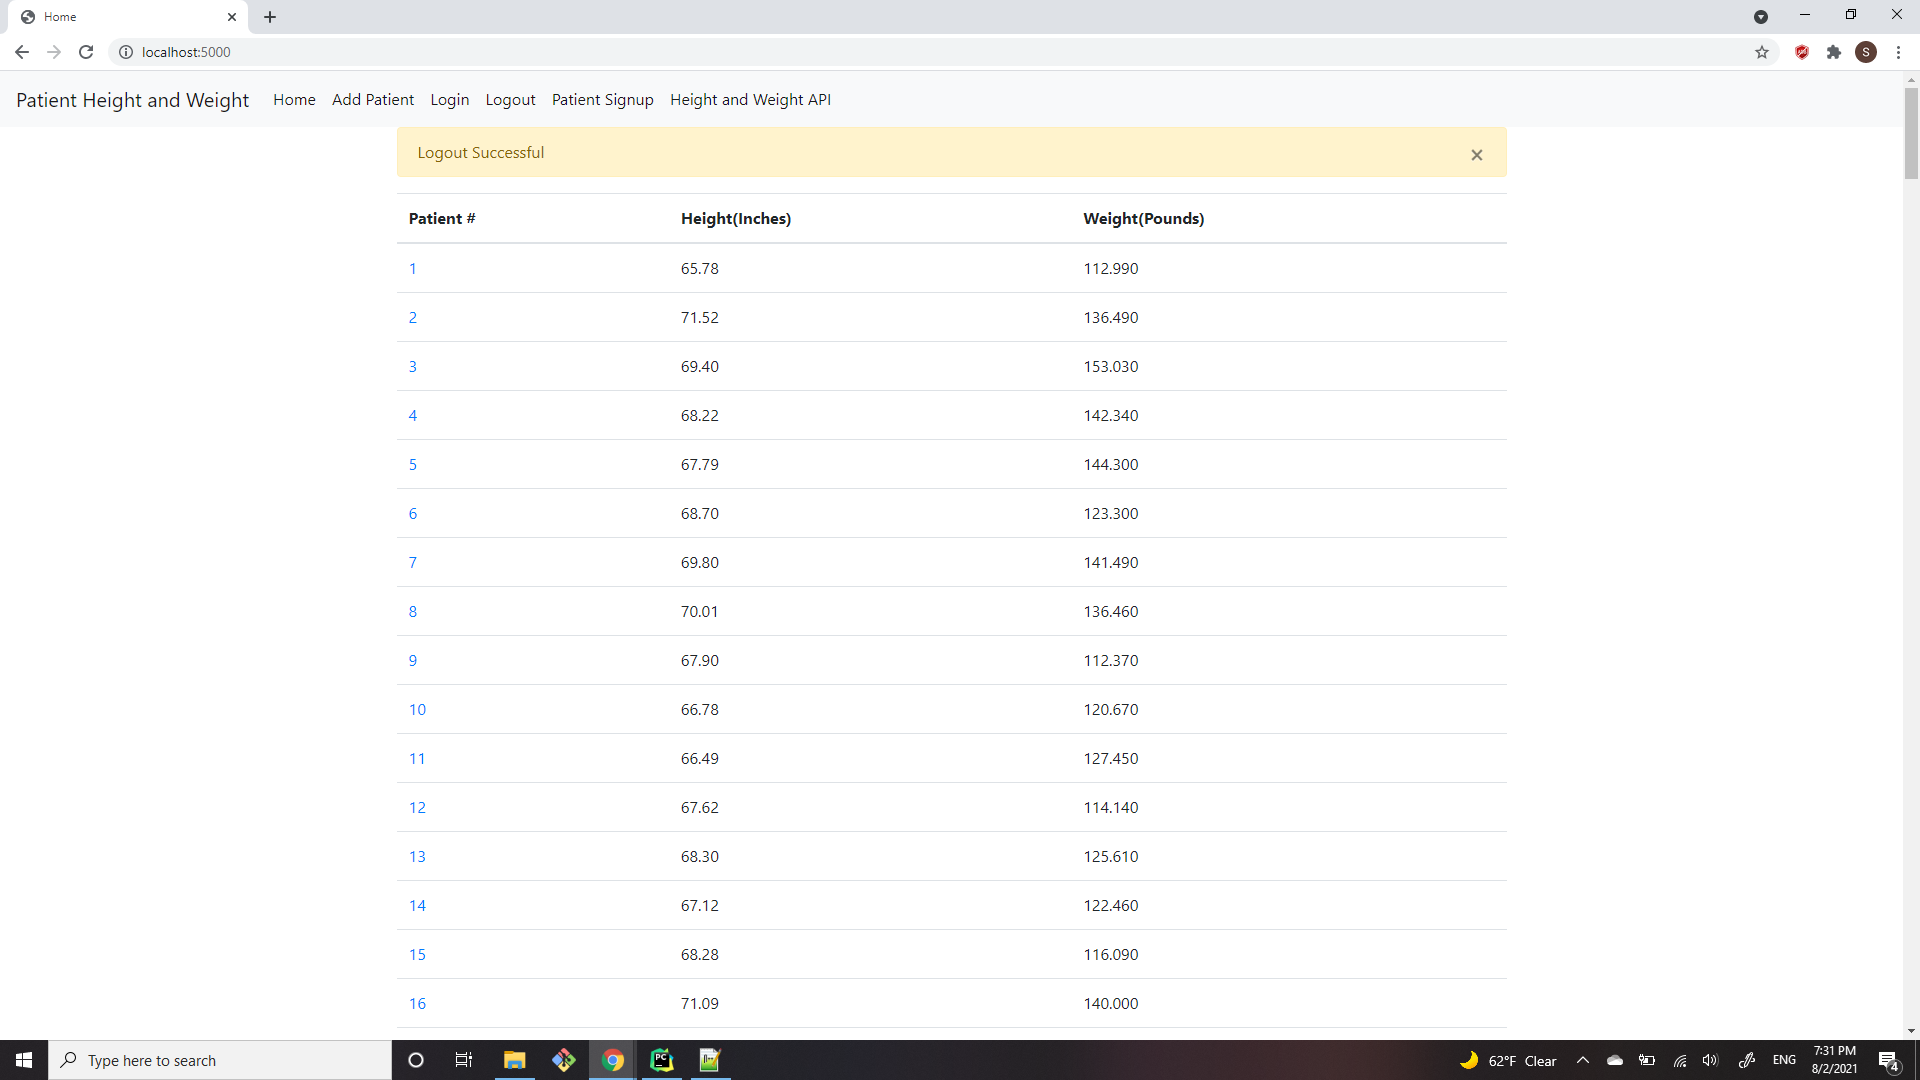 Home
localhost:5000
S
Patient Height and Weight Home Add Patient Login Logout Patient Signup Height and Weight API
Logout Successful ×
Patient # Height(Inches) Weight(Pounds)
1 65.78 112.990
2 71.52 136.490
3 69.40 153.030
4 68.22 142.340
5 67.79 144.300
6 68.70 123.300
7 69.80 141.490
8 70.01 136.460
9 67.90 112.370
10 66.78 120.670
11 66.49 127.450
12 67.62 114.140
13 68.30 125.610
14 67.12 122.460
15 68.28 116.090
16 71.09 140.000
Type here to search
PC
62°F Clear
ENG
7:31 PM
8/2/2021
4